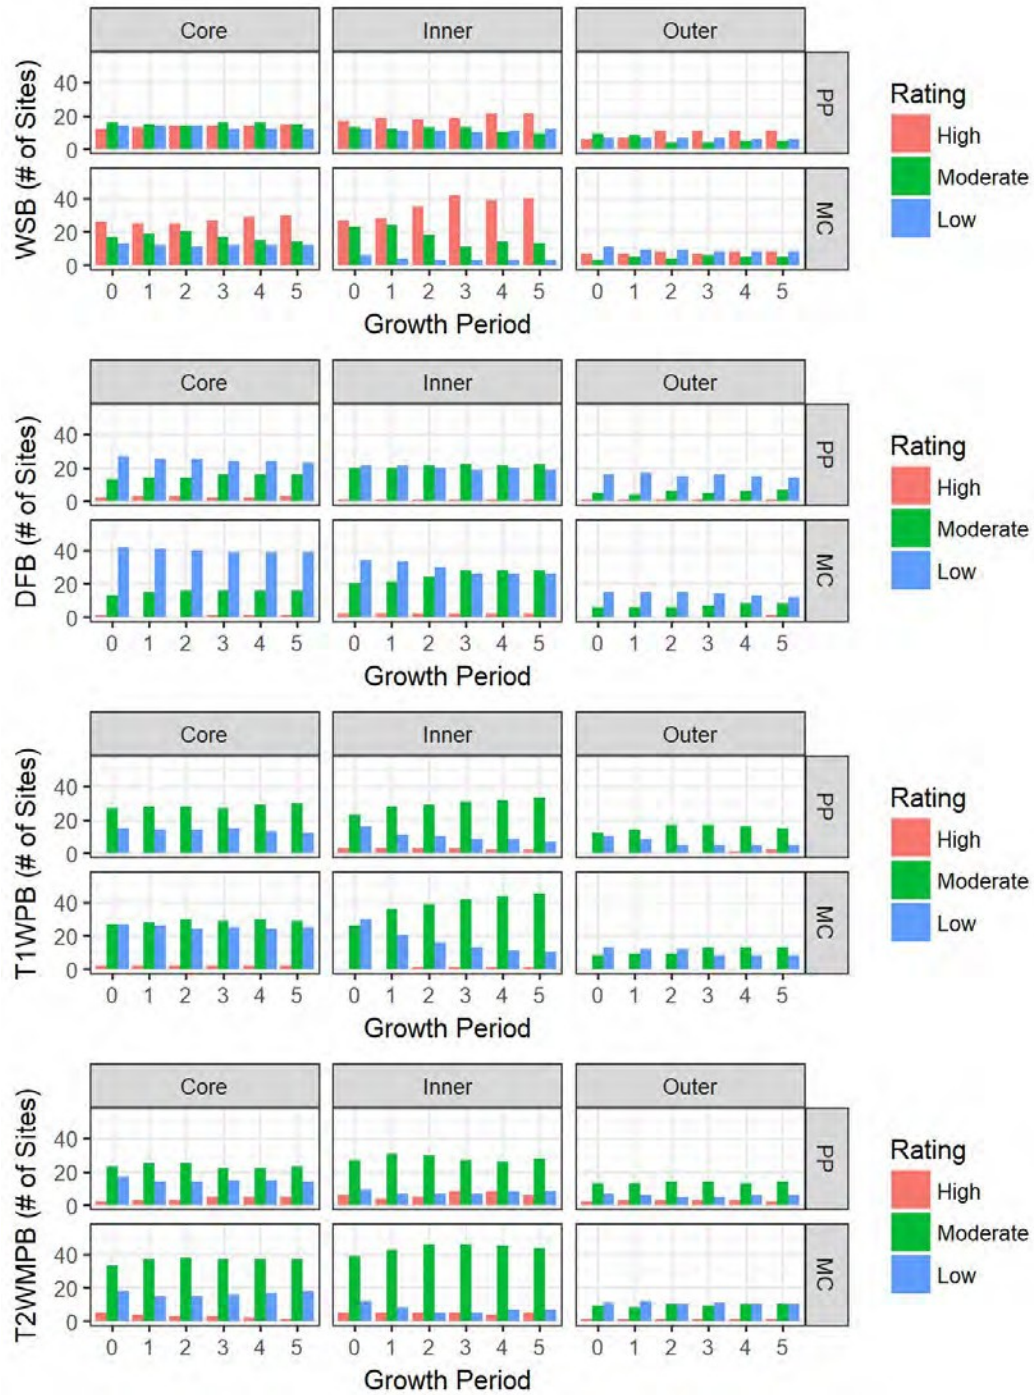 Core Inner Outer
WSB (# of Sites)
40
20
0
PP
40
20
0
MC
0 1 2 3 4 5 0 1 2 3 4 5 0 1 2 3 4 5
Growth Period
Rating
High
Moderate
Low
Core Inner Outer
DFB (# of Sites)
40
20
0
PP
40
20
0
MC
0 1 2 3 4 5 0 1 2 3 4 5 0 1 2 3 4 5
Growth Period
Rating
High
Moderate
Low
Core Inner Outer
T1WPB (# of Sites)
40
20
0
PP
40
20
0
MC
0 1 2 3 4 5 0 1 2 3 4 5 0 1 2 3 4 5
Growth Period
Rating
High
Moderate
Low
Core Inner Outer
T2WMPB (# of Sites)
40
20
0
PP
40
20
0
MC
0 1 2 3 4 5 0 1 2 3 4 5 0 1 2 3 4 5
Growth Period
Rating
High
Moderate
Low